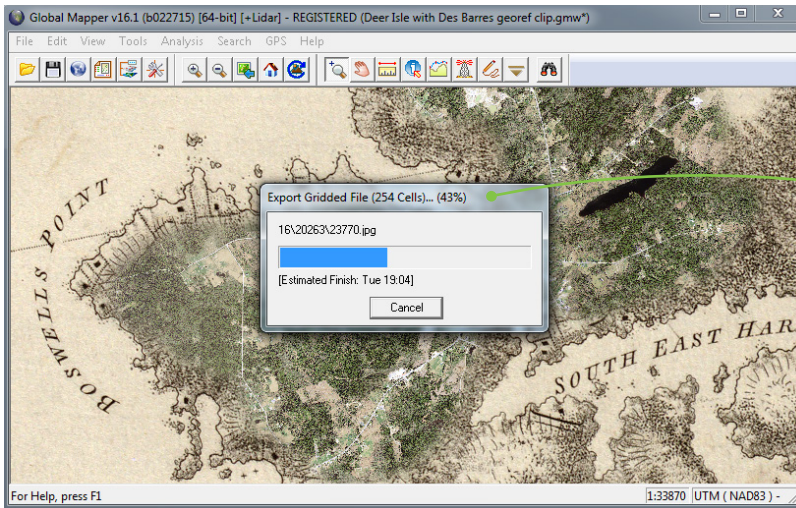 Global Mapper v16.1 (b022715) [64-bit] [+Lidar] - REGISTERED (Deer Isle with Des Barres georef clip.gmw*)
File Edit View Tools Analysis Search GPS Help
BOSWELLS POINT
Export Gridded File (254 Cells)... (43%)
16\20263\23770.jpg
[Estimated Finish: Tue 19:04]
Cancel
SOUTH EAST HAR
For Help, press F1
1:33870
UTM ( NAD83 ) -